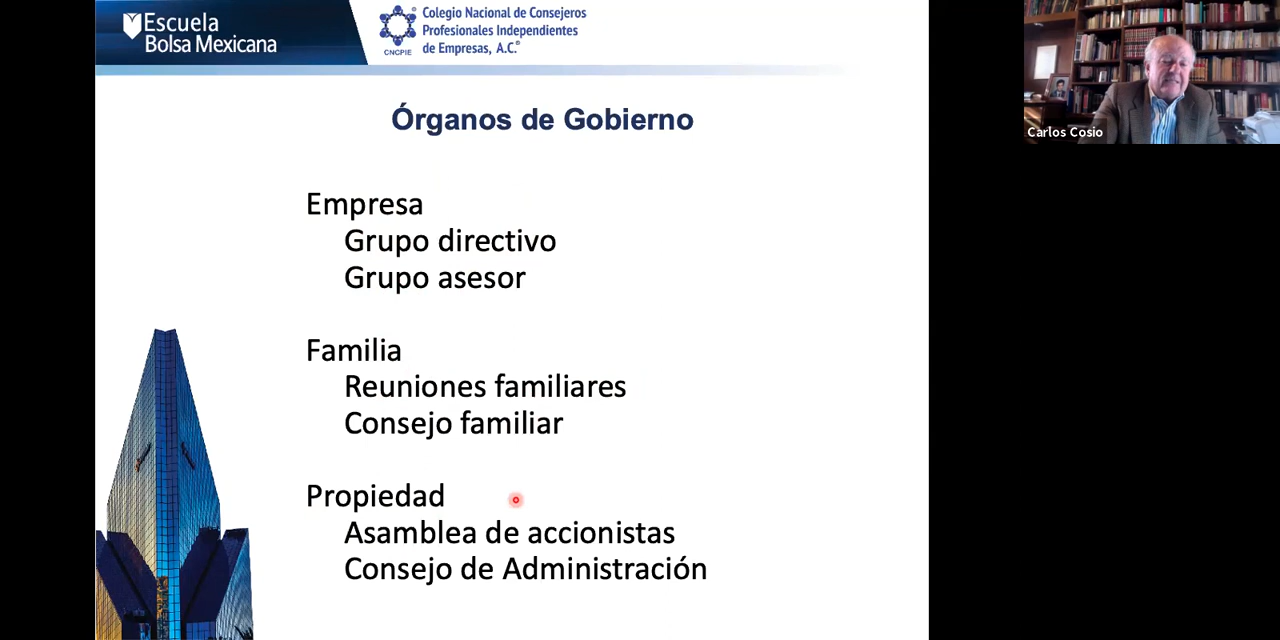 Escuela
Bolsa Mexicana
CNCPIE
Colegio Nacional de Consejeros
Profesionales Independientes
de Empresas, A.C.®
Órganos de Gobierno
Empresa
Grupo directivo
Grupo asesor
Familia
Reuniones familiares
Consejo familiar
Propiedad
Asamblea de accionistas
Consejo de Administración
Carlos Cosio